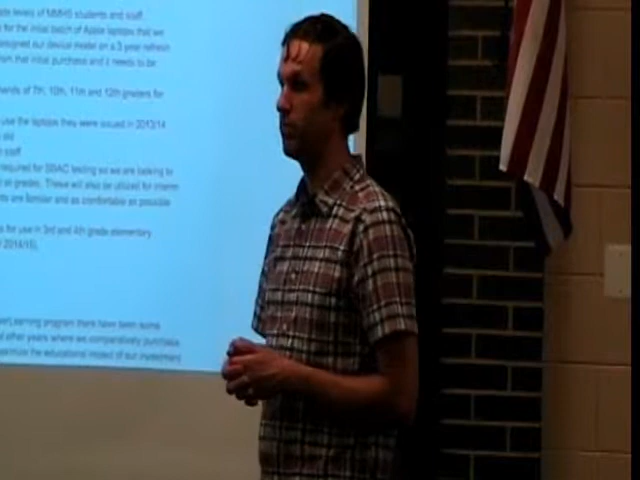 ate levels of MMHS students and staff.
for the initial batch of Apple laptops that we
designed our device model on a 3 year refresh
from that initial purchase and it needs to be
hands of 7th, 10th, 11th and 12th graders for
use the laptops they were issued in 2013/14
old
staff
required for SBAC testing so we are looking to
grades. These will also be utilized for interim
are familiar and as comfortable as possible
for use in 3rd and 4th grade elementary
2014/15).
Learning program there have been some
other years where we comparatively purchase
the educational impact of our investment